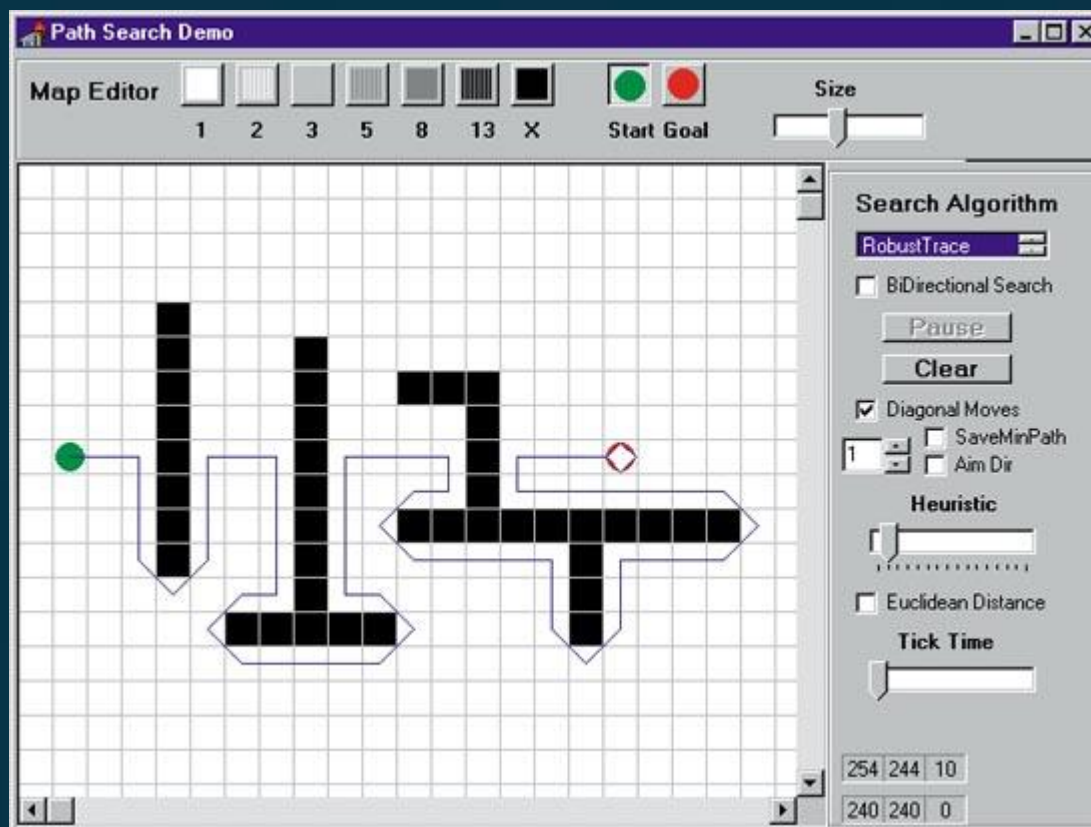 Path Search Demo
Map Editor
1 2 3 5 8 13 X
Start Goal
Size
Search Algorithm
RobustTrace
BiDirectional Search
Pause
Clear
Diagonal Moves
1
SaveMinPath
Aim Dir
Heuristic
Euclidean Distance
Tick Time
254 244 10
240 240 0